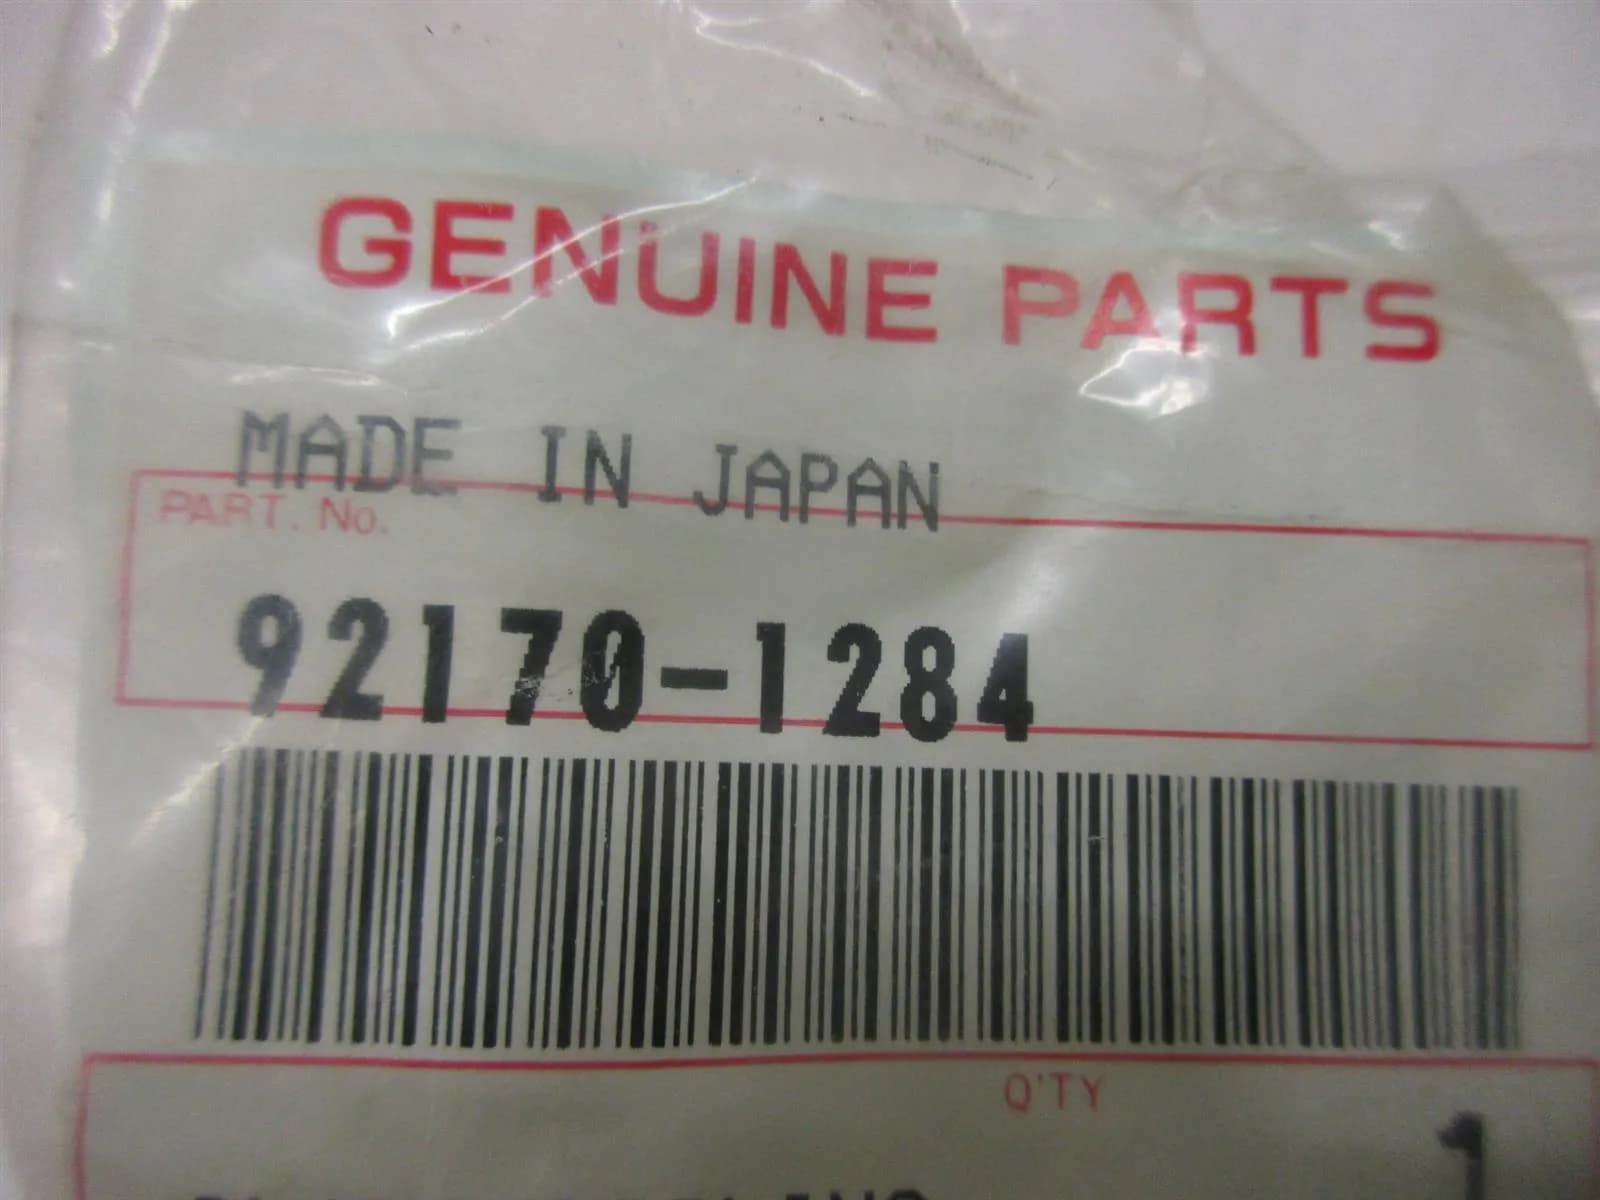 GENUINE PARTS
MADE IN JAPAN
PART. No.
92170-1284
Q'TY
1